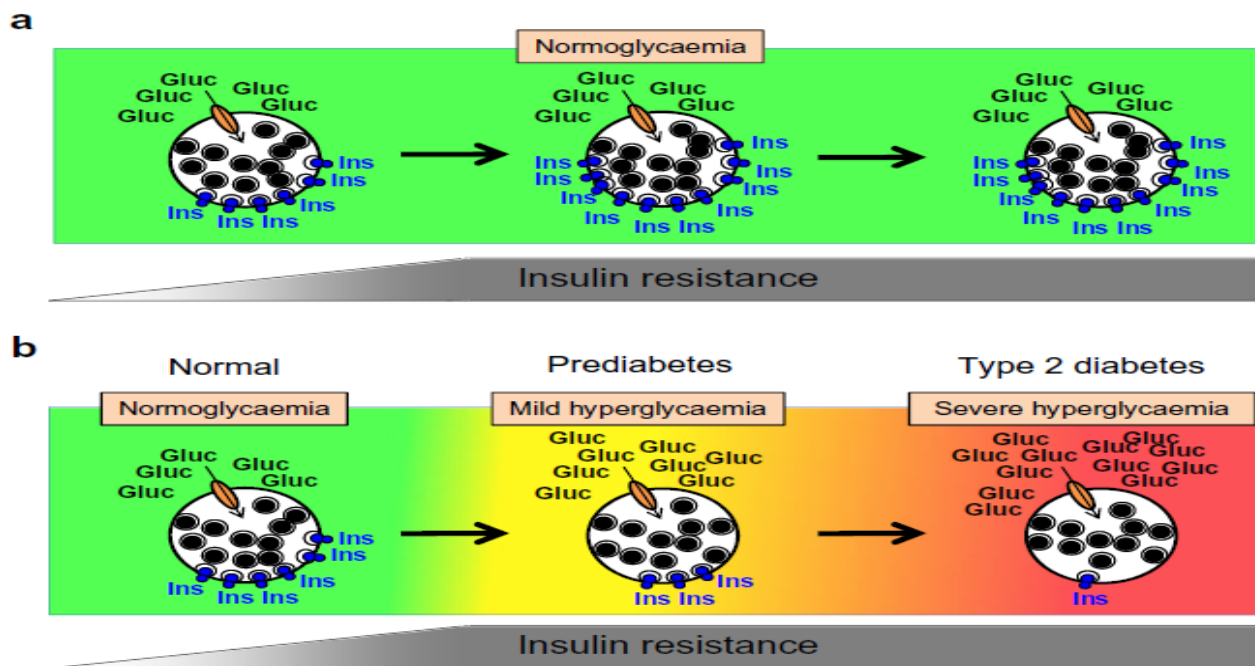 a
Normoglycaemia
Gluc
Gluc
Gluc
Gluc
Gluc
Ins
Ins
Ins
Ins
Ins Ins
Gluc
Gluc
Gluc
Gluc
Gluc
Ins
Ins
Ins
Ins
Ins
Ins
Ins
Ins
Ins Ins
Gluc
Gluc
Gluc
Gluc
Gluc
Ins
Ins
Ins
Ins
Ins
Ins
Ins
Ins
Ins Ins
Insulin resistance
b
Normal
Prediabetes
Type 2 diabetes
Normoglycaemia
Mild hyperglycaemia
Severe hyperglycaemia
Gluc
Gluc
Gluc
Gluc
Gluc
Ins
Ins
Ins
Ins
Ins Ins
Gluc
Gluc
Gluc
Gluc
Gluc
Gluc
Gluc
Gluc
Ins
Ins Ins
Gluc
Gluc
Gluc
Gluc
Gluc Gluc
Gluc
Gluc
Gluc
Gluc
Gluc
Gluc
Ins
Insulin resistance